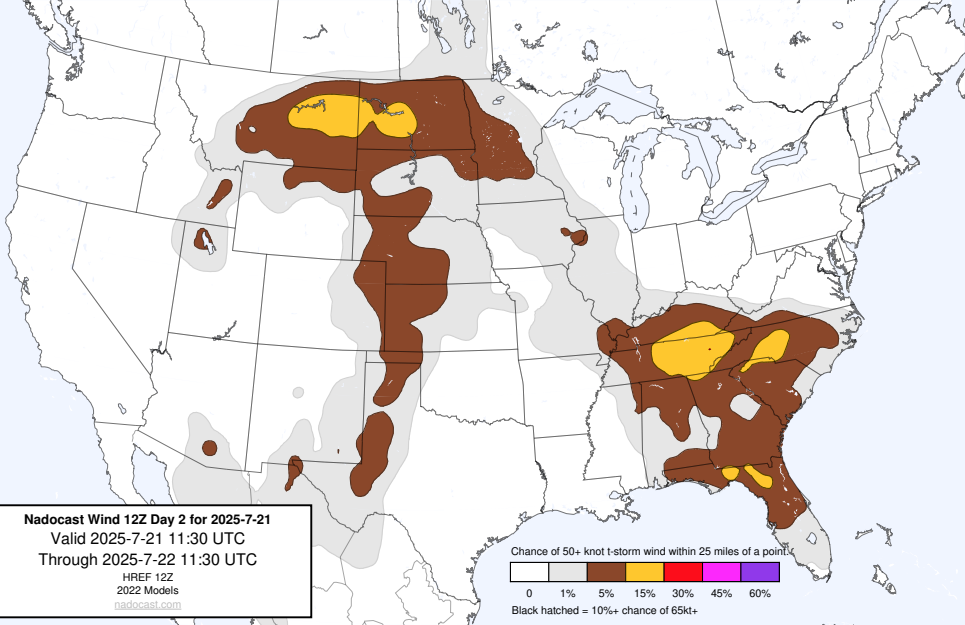 Nadocast Wind 12Z Day 2 for 2025-7-21
Valid 2025-7-21 11:30 UTC
Through 2025-7-22 11:30 UTC
HREF 12Z
2022 Models
nadocast.com
Chance of 50+ knot t-storm wind within 25 miles of a point.
0 1% 5% 15% 30% 45% 60%
Black hatched = 10%+ chance of 65kt+